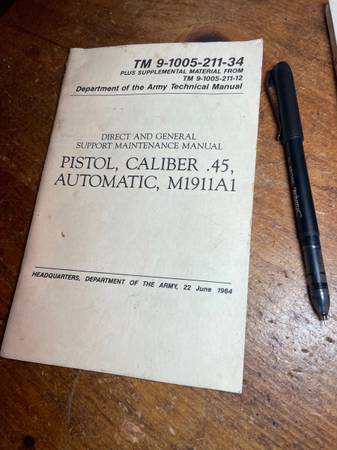 TM 9-1005-211-34
PLUS SUPPLEMENTAL MATERIAL FROM
TM 9-1005-211-12
Department of the Army Technical Manual
DIRECT AND GENERAL
SUPPORT MAINTENANCE MANUAL
PISTOL, CALIBER .45,
AUTOMATIC, M1911A1
HEADQUARTERS, DEPARTMENT OF THE ARMY, 22 June 1964